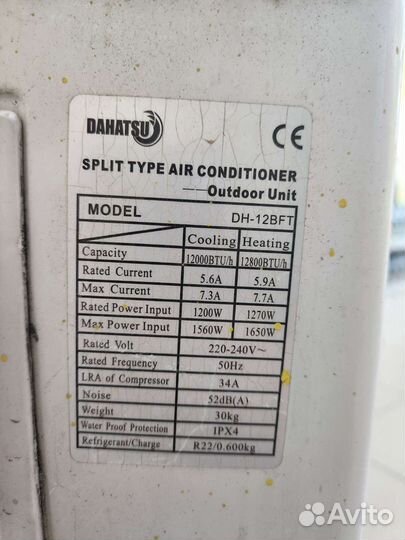 DAHATSU
CE
SPLIT TYPE AIR CONDITIONER
Outdoor Unit
MODEL DH-12BFT
Cooling Heating
Capacity 12000BTU/h 12800BTU/h
Rated Current 5.6A 5.9A
Max Current 7.3A 7.7A
Rated Power Input 1200W 1270W
Max Power Input 1560W 1650W
Rated Volt 220-240V~
Rated Frequency 50Hz
LRA of Compressor 34A
Noise 52dB(A)
Weight 30kg
Water Proof Protection IPX4
Refrigerant/Charge R22/0.600kg
Avito